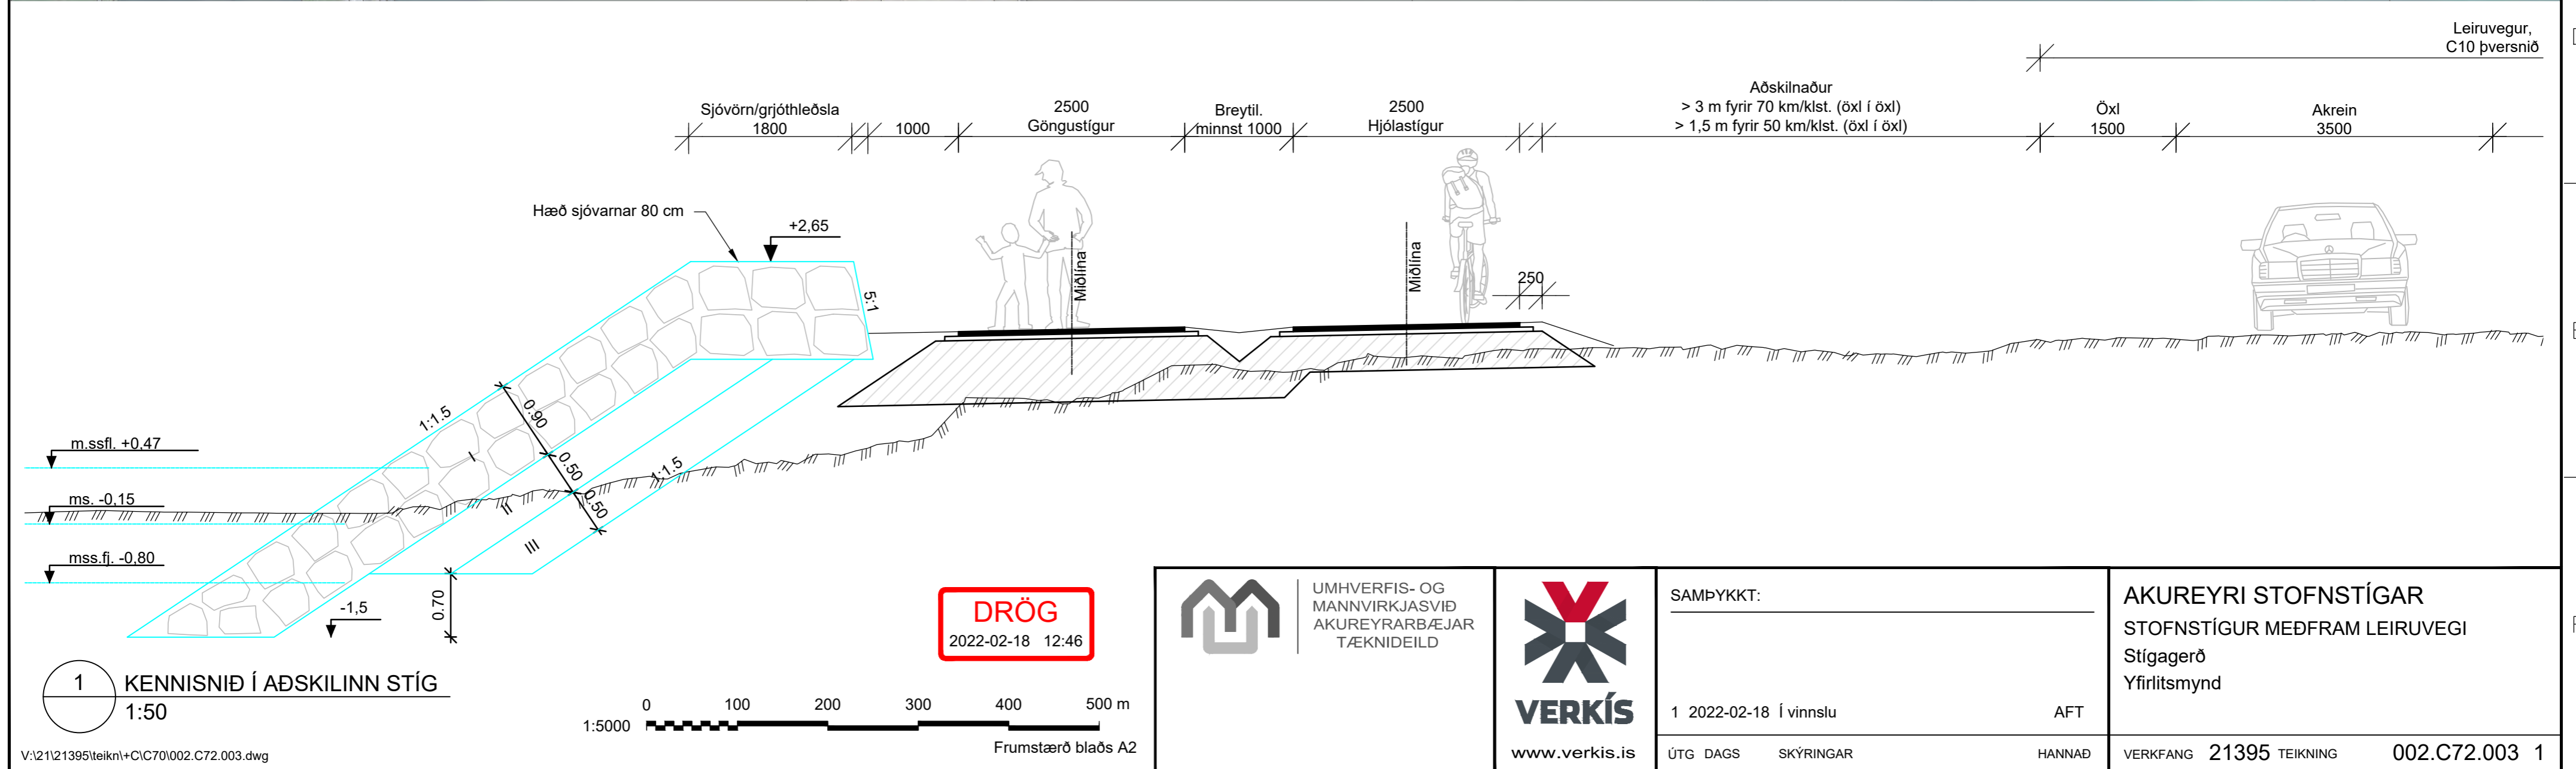 Leiruvegur,
C10 þversnið
Aðskilnaður
> 3 m fyrir 70 km/klst. (öxl í öxl)
> 1,5 m fyrir 50 km/klst. (öxl í öxl)
Sjóvörn/grjóthleðsla
1800
1000
2500
Göngustígur
Breytil.
minnst 1000
2500
Hjólastígur
Öxl
1500
Akrein
3500
Hæð sjóvarnar 80 cm
+2,65
5:1
Miðlína
Miðlína
250
1:1.5
0.90
0.50
0.50
1:1.5
I
II
III
m.ssfl. +0,47
ms. -0,15
mss.fj. -0,80
-1,5
0.70
1
KENNISNIÐ Í AÐSKILINN STÍG
1:50
V:\21\21395\teikn\+C\C70\002.C72.003.dwg
DRÖG
2022-02-18 12:46
0 100 200 300 400 500 m
1:5000
Frumstærð blaðs A2
UMHVERFIS- OG
MANNVIRKJASVIÐ
AKUREYRARBÆJAR
TÆKNIDEILD
VERKÍS
www.verkis.is
SAMÞYKKT:
1 2022-02-18 Í vinnslu AFT
ÚTG DAGS SKÝRINGAR HANNAÐ
AKUREYRI STOFNSTÍGAR
STOFNSTÍGUR MEÐFRAM LEIRUVEGI
Stígagerð
Yfirlitsmynd
VERKFANG 21395 TEIKNING 002.C72.003 1